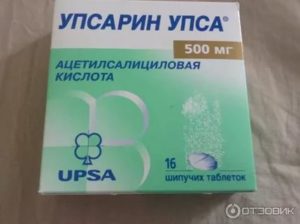 УПСАРИН УПСА®
500 мг
АЦЕТИЛСАЛИЦИЛОВАЯ
КИСЛОТА
16
шипучих таблеток
UPSA
ОТЗОВИК